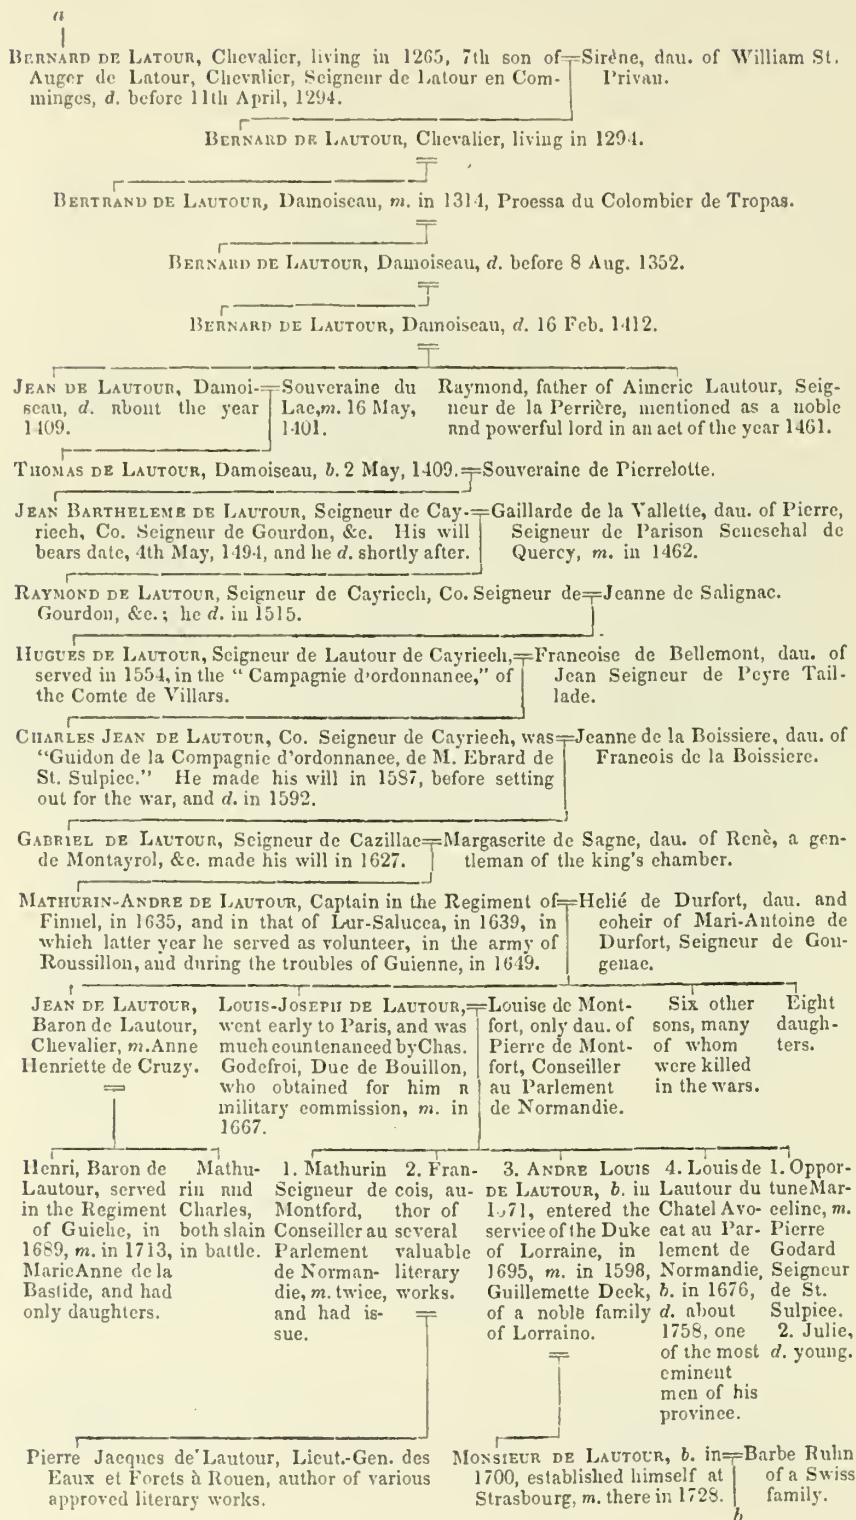 a
BERNARD DE LATOUR, Chevalier, living in 1265, 7th son of Sirène, dau. of William St.
Auger de Latour, Chevalier, Seigneur de Latour en Com- Privan.
minges, d. before 11th April, 1294.
BERNARD DE LAUTOUR, Chevalier, living in 1294.
BERTRAND DE LAUTOUR, Damoiseau, m. in 1314, Proessa du Colombier de Tropas.
BERNARD DE LAUTOUR, Damoiseau, d. before 8 Aug. 1352.
BERNARD DE LAUTOUR, Damoiseau, d. 16 Feb. 1412.
JEAN DE LAUTOUR, Damoi-
seau, d. about the year
1409.
Souveraine du
Lac, m. 16 May,
1401.
Raymond, father of Aimeric Lautour, Seig-
neur de la Perrière, mentioned as a noble
and powerful lord in an act of the year 1461.
THOMAS DE LAUTOUR, Damoiseau, b. 2 May, 1409. Souveraine de Pierrelotte.
JEAN BARTHELEME DE LAUTOUR, Seigneur de Cay-
riech, Co. Seigneur de Gourdon, &c. His will
bears date, 4th May, 1494, and he d. shortly after.
Gaillarde de la Vallette, dau. of Pierre,
Seigneur de Parison Seneschal de
Quercy, m. in 1462.
RAYMOND DE LAUTOUR, Seigneur de Cayriech, Co. Seigneur de
Gourdon, &c.; he d. in 1515.
Jeanne de Salignac.
HUGUES DE LAUTOUR, Seigneur de Lautour de Cayriech,
served in 1554, in the "Campagnie d'ordonnance," of
the Comte de Villars.
Francoise de Bellemont, dau. of
Jean Seigneur de Peyre Tail-
lade.
CHARLES JEAN DE LAUTOUR, Co. Seigneur de Cayriech, was
"Guidon de la Compagnie d'ordonnance, de M. Ebrard de
St. Sulpice." He made his will in 1587, before setting
out for the war, and d. in 1592.
Jeanne de la Boissiere, dau. of
Francois de la Boissiere.
GABRIEL DE LAUTOUR, Seigneur de Cazillac
de Montayrol, &c. made his will in 1627.
Margascrite de Sagne, dau. of Renè, a gen-
tleman of the king's chamber.
MATHURIN-ANDRE DE LAUTOUR, Captain in the Regiment of
Finnel, in 1635, and in that of Lur-Salucca, in 1639, in
which latter year he served as volunteer, in the army of
Roussillon, and during the troubles of Guienne, in 1649.
Helié de Durfort, dau. and
coheir of Mari-Antoine de
Durfort, Seigneur de Gou-
genac.
JEAN DE LAUTOUR,
Baron de Lautour,
Chevalier, m. Anne
Henriette de Cruzy.
LOUIS-JOSEPH DE LAUTOUR,
went early to Paris, and was
much countenanced by Chas.
Godefroi, Duc de Bouillon,
who obtained for him a
military commission, m. in
1667.
Louise de Mont-
fort, only dau. of
Pierre de Mont-
fort, Conseiller
au Parlement
de Normandie.
Six other
sons, many
of whom
were killed
in the wars.
Eight
daugh-
ters.
Henri, Baron de
Lautour, served
in the Regiment
of Guiche, in
1689, m. in 1713,
Marie Anne de la
Bastide, and had
only daughters.
Mathu-
rin and
Charles,
both slain
in battle.
1. Mathurin
Seigneur de
Montford,
Conseiller au
Parlement
de Norman-
die, m. twice,
and had is-
sue.
2. Fran-
cois, au-
thor of
several
valuable
literary
works.
3. ANDRE LOUIS
DE LAUTOUR, b. in
1671, entered the
service of the Duke
of Lorraine, in
1695, m. in 1598,
Guillemette Deck,
of a noble family
of Lorraino.
4. Louis de
Lautour du
Chatel Avo-
cat au Par-
lement de
Normandie,
b. in 1676,
d. about
1758, one
of the most
eminent
men of his
province.
1. Oppor-
tune Mar-
celine, m.
Pierre
Godard
Seigneur
de St.
Sulpice.
2. Julie,
d. young.
Pierre Jacques de Lautour, Lieut.-Gen. des
Eaux et Forets à Rouen, author of various
approved literary works.
MONSIEUR DE LAUTOUR, b. in
1700, established himself at
Strasbourg, m. there in 1728.
Barbe Ruhn
of a Swiss
family.
b